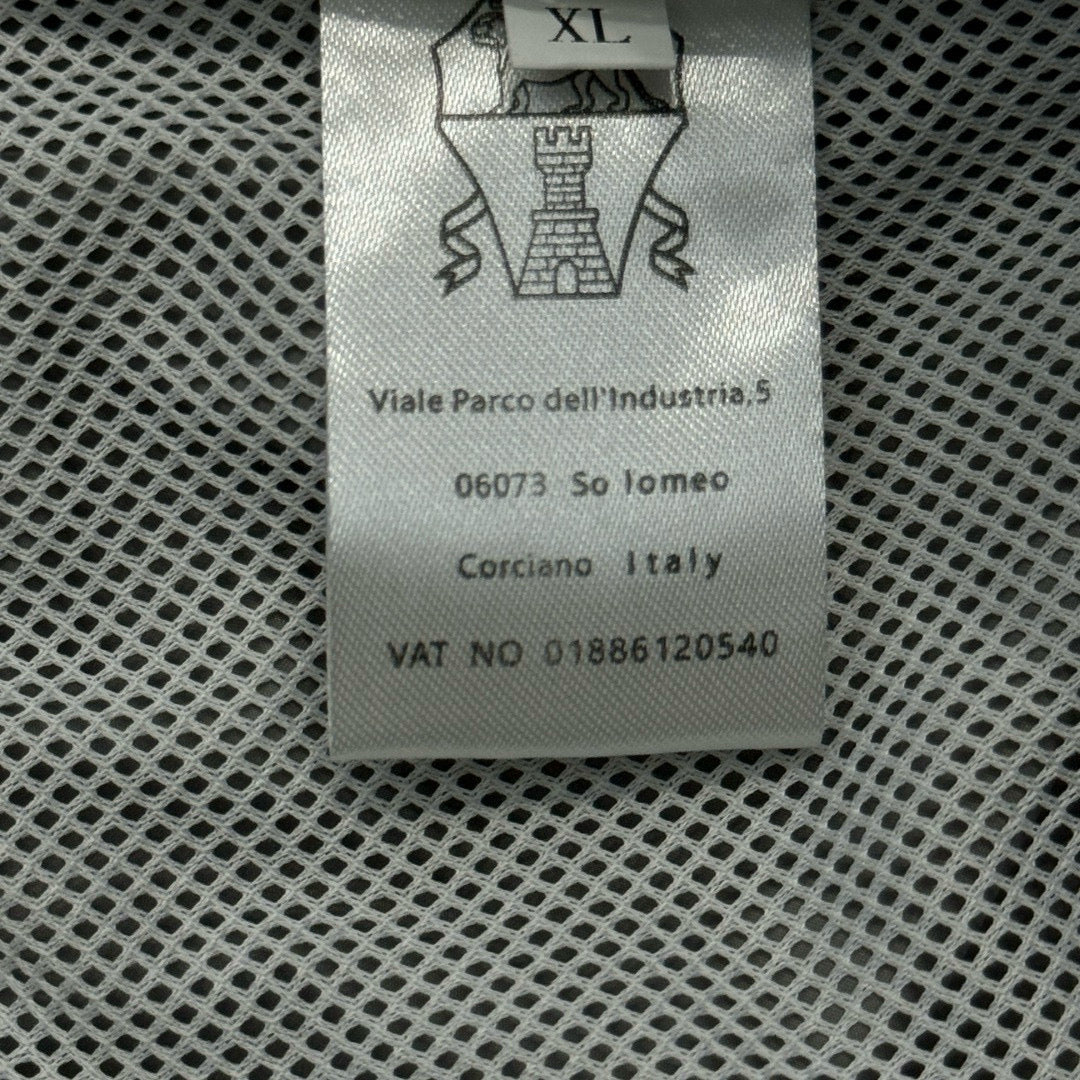 XL
Viale Parco dell'Industria,5
06073 So lomeo
Corciano Italy
VAT NO 01886120540